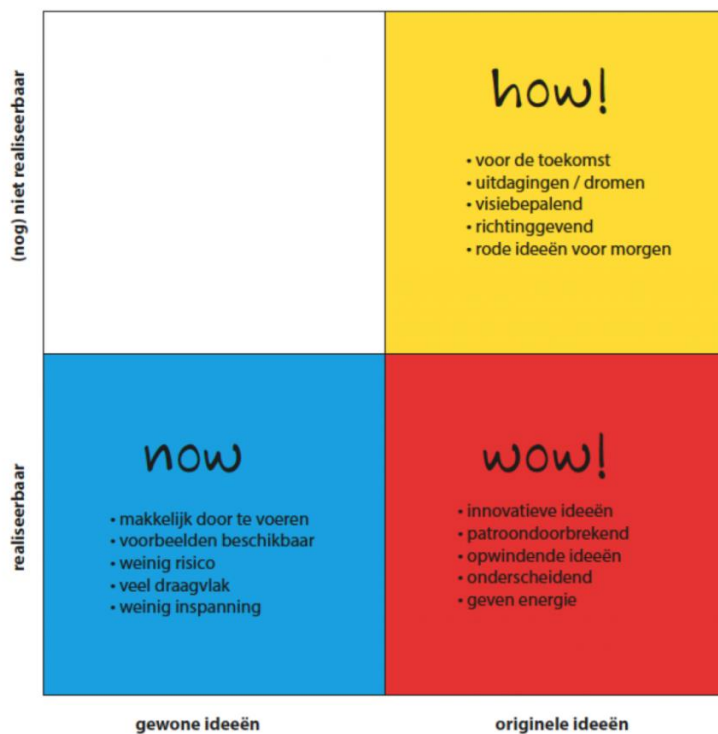 (nog) niet realiseerbaar
how!
• voor de toekomst
• uitdagingen / dromen
• visiebepalend
• richtinggevend
• rode ideeën voor morgen
realiseerbaar
now
• makkelijk door te voeren
• voorbeelden beschikbaar
• weinig risico
• veel draagvlak
• weinig inspanning
wow!
• innovatieve ideeën
• patroondoorbrekend
• opwindende ideeën
• onderscheidend
• geven energie
gewone ideeën
originele ideeën